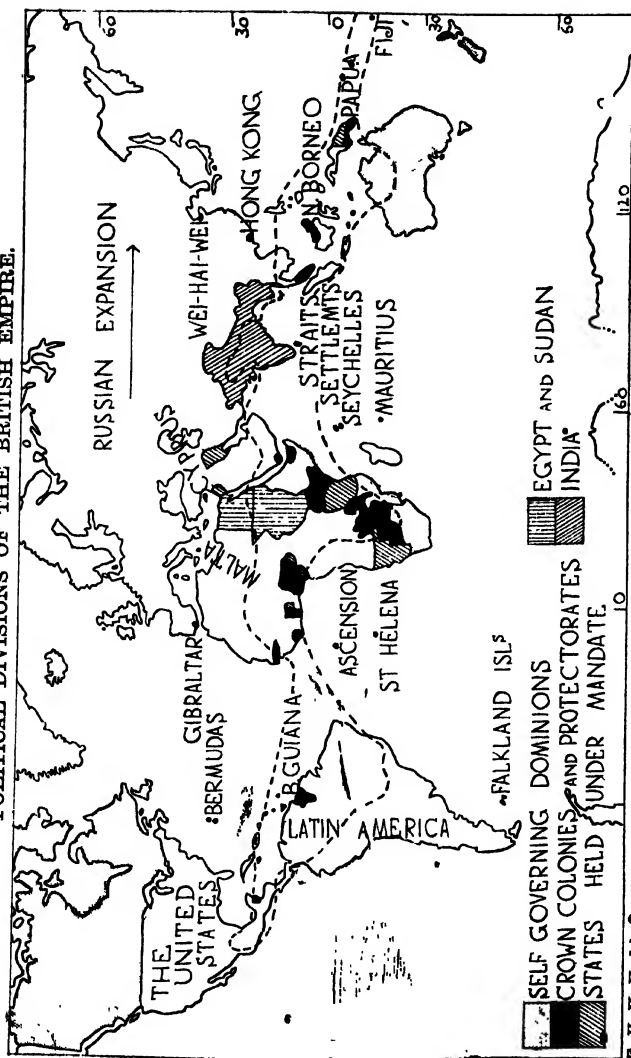 POLITICAL DIVISIONS OF THE BRITISH EMPIRE.
RUSSIAN EXPANSION
THE
UNITED
STATES
BERMUDAS
GIBRALTAR
MALTA
CYPRUS
WEI-HAI-WEI
HONG KONG
N BORNEO
PAPUA
FIJI
STRAITS
SETTLEMTS
SEYCHELLES
MAURITIUS
B GUIANA
LATIN AMERICA
ASCENSION
ST HELENA
FALKLAND ISLS
60
30
0
30
60
10
60
120
SELF GOVERNING DOMINIONS
CROWN COLONIES AND PROTECTORATES
STATES HELD UNDER MANDATE
EGYPT AND SUDAN
INDIA